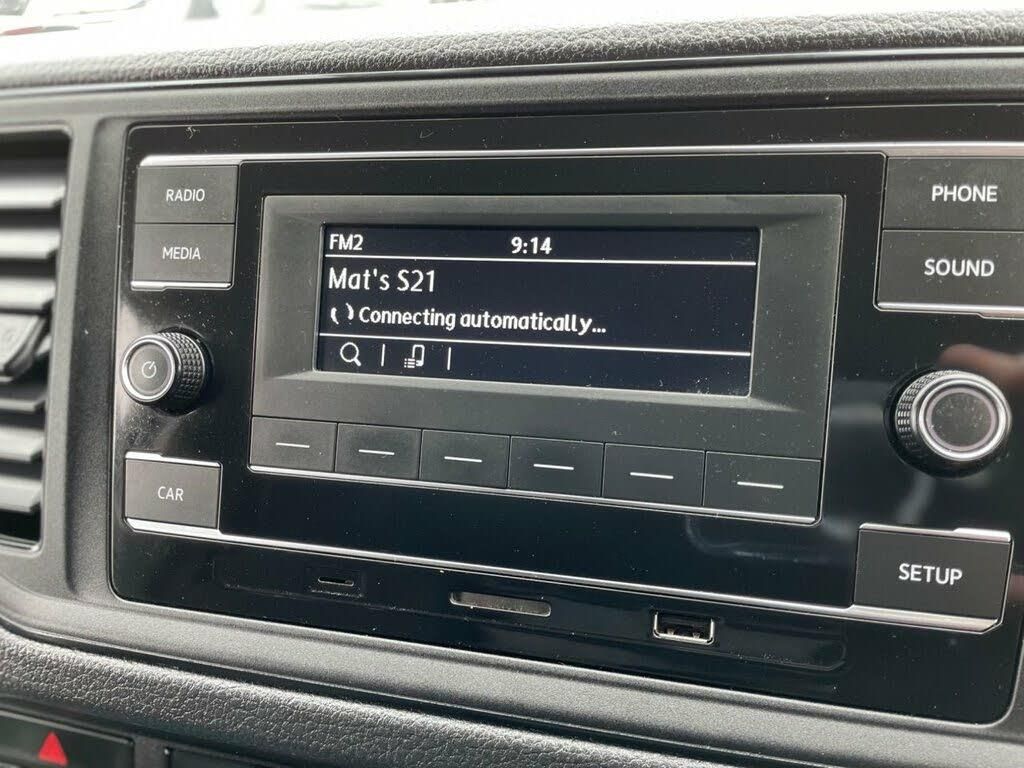 RADIO
MEDIA
FM2 9:14
Mat's S21
Connecting automatically...
PHONE
SOUND
CAR
SETUP